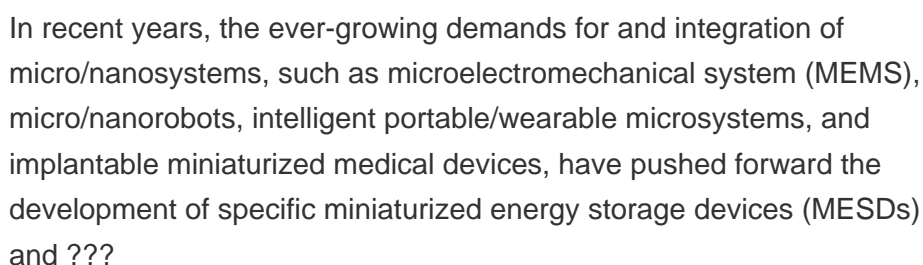 In recent years, the ever-growing demands for and integration of
micro/nanosystems, such as microelectromechanical system (MEMS),
micro/nanorobots, intelligent portable/wearable microsystems, and
implantable miniaturized medical devices, have pushed forward the
development of specific miniaturized energy storage devices (MESDs)
and ???